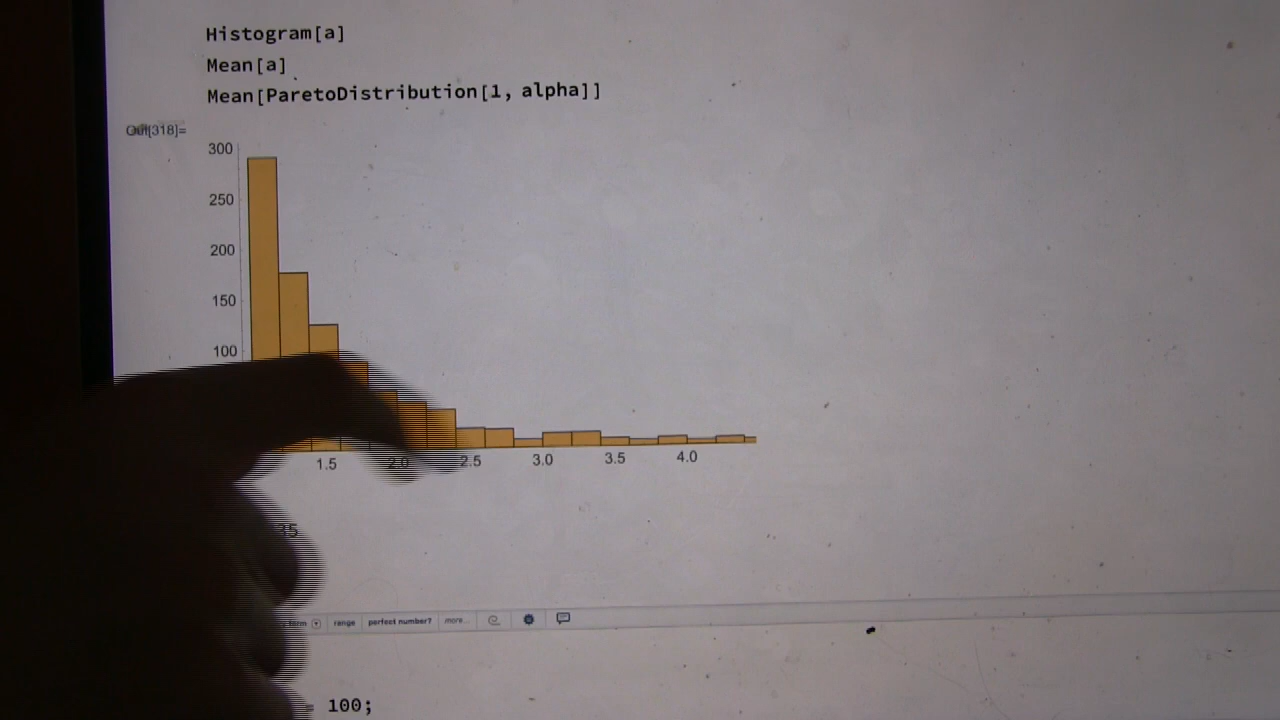 Histogram[a]
Mean[a]
Mean[ParetoDistribution[1, alpha]]
Out[318]=
300
250
200
150
100
1.5 2.0 2.5 3.0 3.5 4.0
35
range perfect number? more...
= 100;